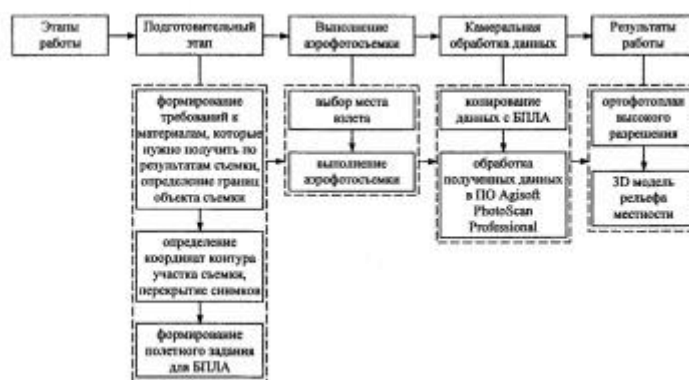 Этапы
работы
Подготовительный
этап
Выполнение
аэрофотосъемки
Камеральная
обработка данных
Результаты
работы
формирование
требований к
материалам, которые
нужно получить по
результатам съемки,
определение границ
объекта съемки
определение
координат контура
участка съемки,
перекрытие снимков
формирование
полетного задания
для БПЛА
выбор места
взлета
выполнение
аэрофотосъемки
копирование
данных с БПЛА
обработка
полученных данных
в ПО Agisoft
PhotoScan
Professional
ортофотоплан
высокого
разрешения
3D модель
рельефа
местности